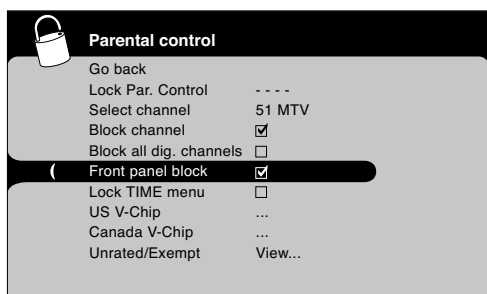 Parental control
Go back
Lock Par. Control - - - -
Select channel 51 MTV
Block channel ☑
Block all dig. channels ☐
Front panel block ☑
Lock TIME menu ☐
US V-Chip ...
Canada V-Chip ...
Unrated/Exempt View...